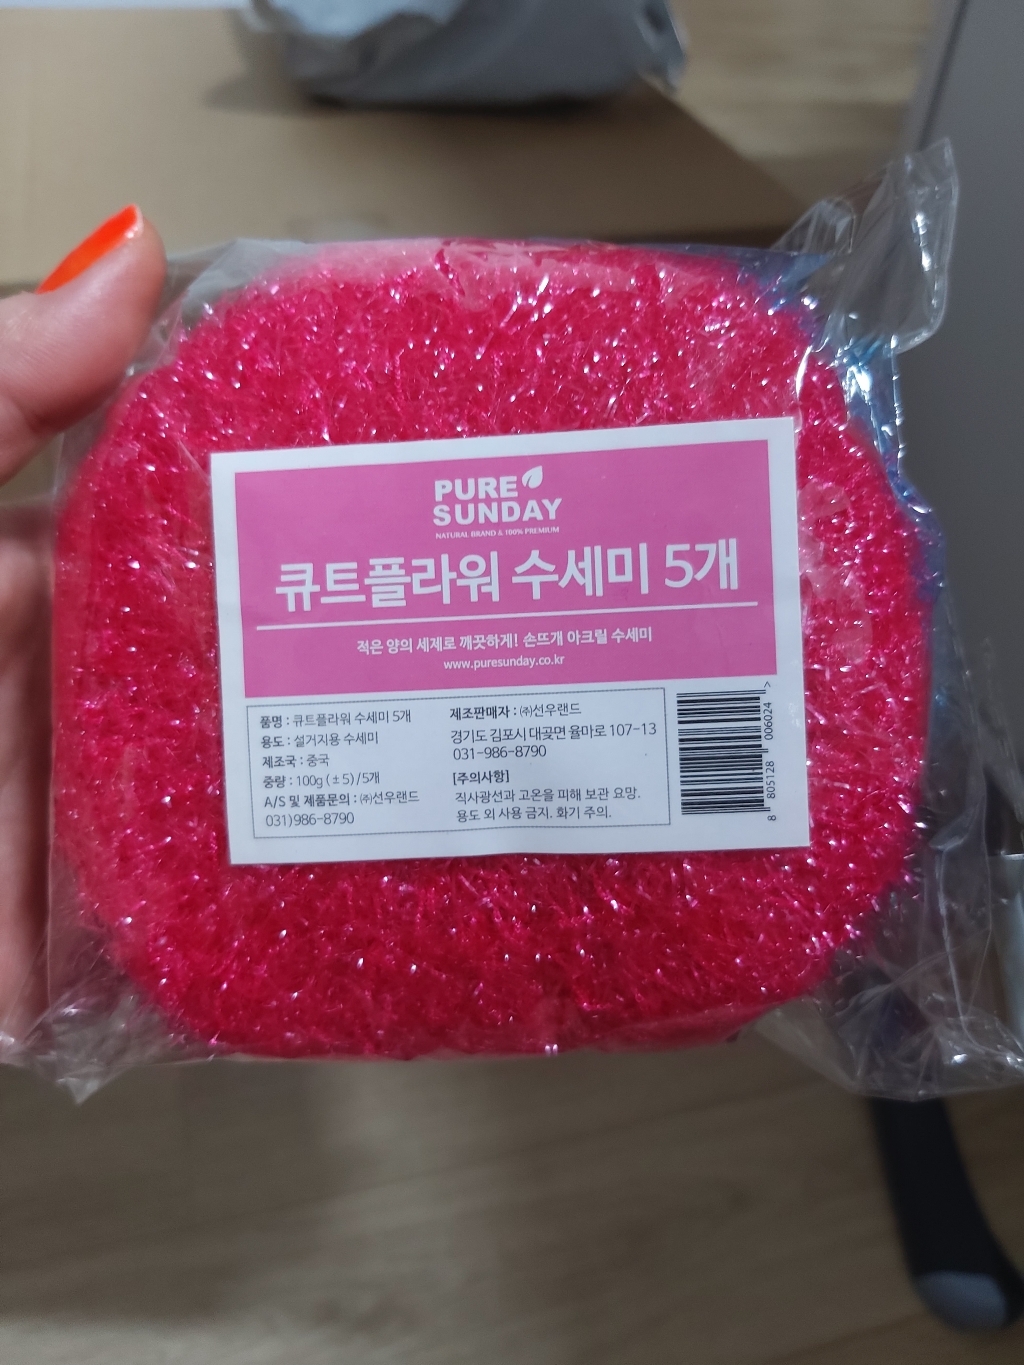 PURE
SUNDAY
NATURAL BRAND & 100% PREMIUM
큐트플라워 수세미 5개
적은 양의 세제로 깨끗하게! 손뜨개 아크릴 수세미
www.puresunday.co.kr
품명 : 큐트플라워 수세미 5개
용도 : 설거지용 수세미
제조국 : 중국
중량 : 100g (±5)/5개
A/S 및 제품문의 : ㈜선우랜드
031)986-8790
제조판매자 : ㈜선우랜드
경기도 김포시 대곶면 율마로 107-13
031-986-8790
[주의사항]
직사광선과 고온을 피해 보관 요망.
용도 외 사용 금지. 화기 주의.
8 805128 006024 >